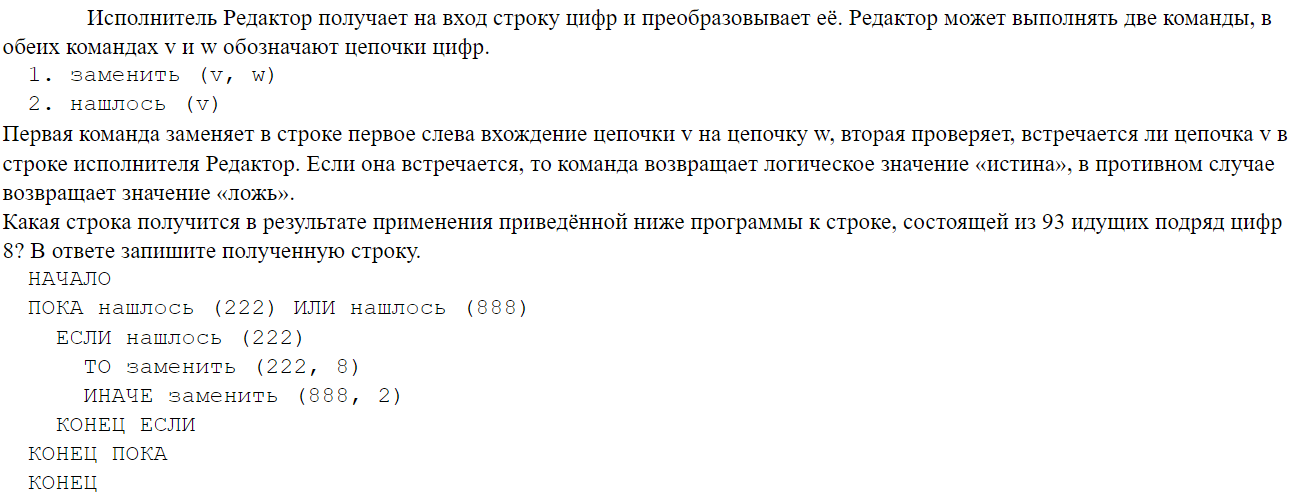 Исполнитель Редактор получает на вход строку цифр и преобразовывает её. Редактор может выполнять две команды, в
обеих командах v и w обозначают цепочки цифр.
1. заменить (v, w)
2. нашлось (v)
Первая команда заменяет в строке первое слева вхождение цепочки v на цепочку w, вторая проверяет, встречается ли цепочка v в
строке исполнителя Редактор. Если она встречается, то команда возвращает логическое значение «истина», в противном случае
возвращает значение «ложь».
Какая строка получится в результате применения приведённой ниже программы к строке, состоящей из 93 идущих подряд цифр
8? В ответе запишите полученную строку.
НАЧАЛО
ПОКА нашлось (222) ИЛИ нашлось (888)
ЕСЛИ нашлось (222)
ТО заменить (222, 8)
ИНАЧЕ заменить (888, 2)
КОНЕЦ ЕСЛИ
КОНЕЦ ПОКА
КОНЕЦ